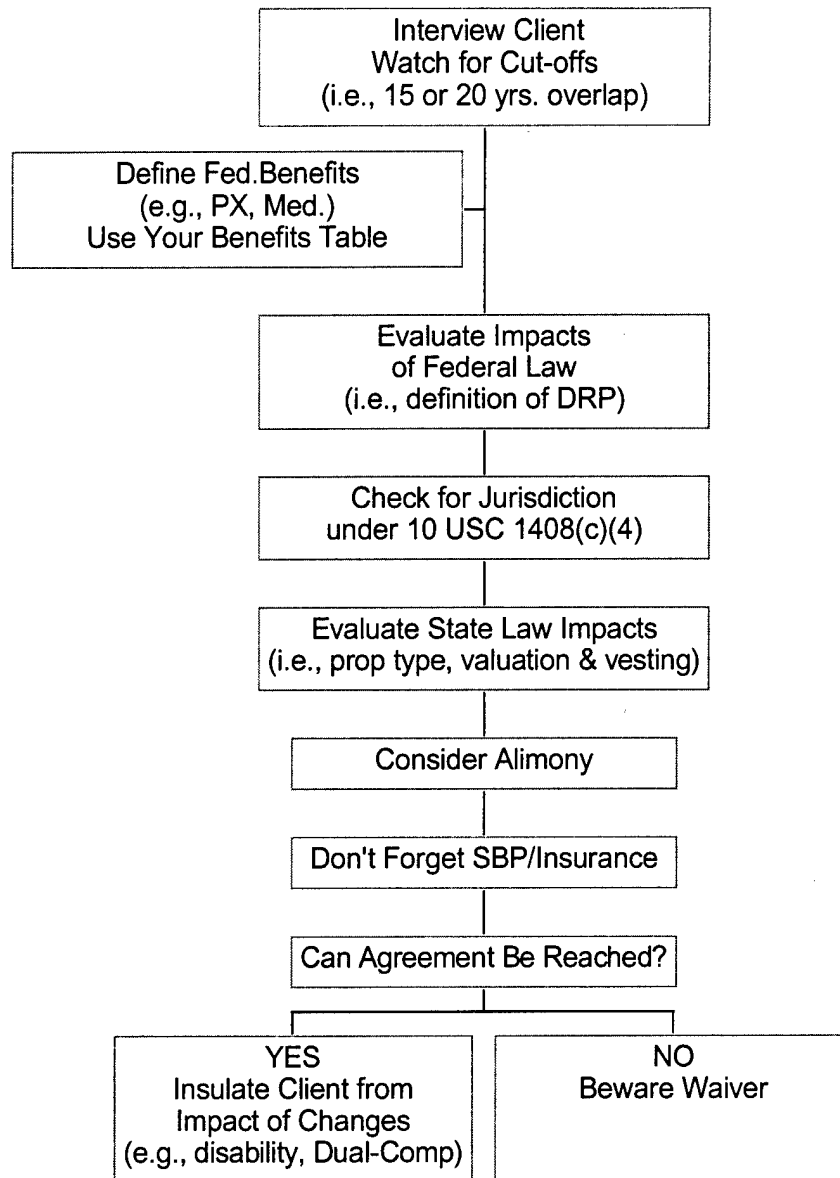 Interview Client
Watch for Cut-offs
(i.e., 15 or 20 yrs. overlap)
Define Fed.Benefits
(e.g., PX, Med.)
Use Your Benefits Table
Evaluate Impacts
of Federal Law
(i.e., definition of DRP)
Check for Jurisdiction
under 10 USC 1408(c)(4)
Evaluate State Law Impacts
(i.e., prop type, valuation & vesting)
Consider Alimony
Don't Forget SBP/Insurance
Can Agreement Be Reached?
YES
Insulate Client from
Impact of Changes
(e.g., disability, Dual-Comp)
NO
Beware Waiver